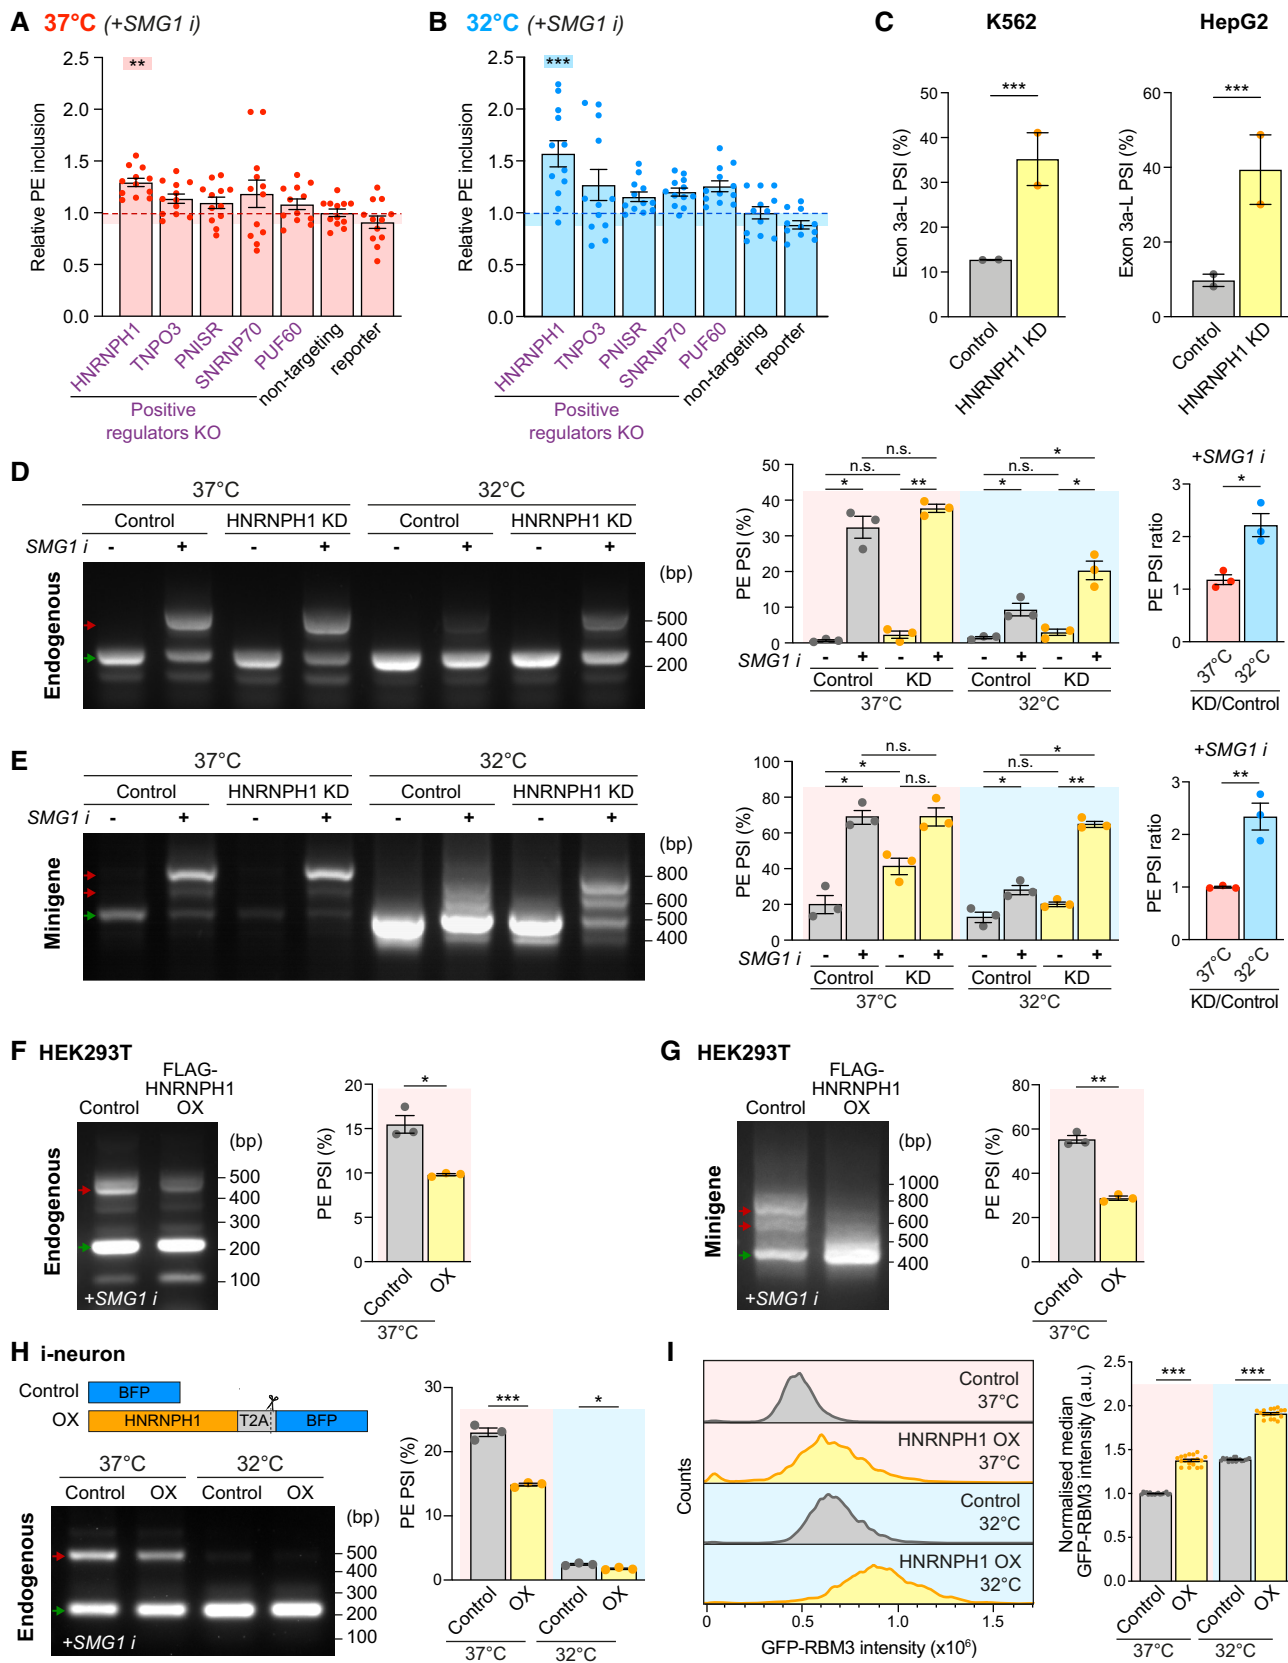 A 37°C (+SMG1 i)
Relative PE inclusion
2.5
2.0
1.5
1.0
0.5
0.0
**
HNRNPH1
TNPO3
PNISR
SNRNP70
PUF60
non-targeting
reporter
Positive
regulators KO
B 32°C (+SMG1 i)
Relative PE inclusion
2.5
2.0
1.5
1.0
0.5
0.0
***
HNRNPH1
TNPO3
PNISR
SNRNP70
PUF60
non-targeting
reporter
Positive
regulators KO
C K562 HepG2
Exon 3a-L PSI (%)
50
40
30
20
10
0
***
Control
HNRNPH1 KD
Exon 3a-L PSI (%)
60
40
20
0
***
Control
HNRNPH1 KD
D
37°C 32°C
Control HNRNPH1 KD Control HNRNPH1 KD
SMG1 i - + - + - + - +
(bp)
Endogenous
500
400
200
PE PSI (%)
50
40
30
20
10
0
n.s. *
n.s. n.s.
* ** * *
SMG1 i - + - + - + - +
Control KD Control KD
37°C 32°C
+SMG1 i
*
PE PSI ratio
3
2
1
0
37°C 32°C
KD/Control
E
37°C 32°C
Control HNRNPH1 KD Control HNRNPH1 KD
SMG1 i - + - + - + - +
(bp)
Minigene
800
600
500
400
PE PSI (%)
100
80
60
40
20
0
n.s. *
* n.s.
* n.s. * **
SMG1 i - + - + - + - +
Control KD Control KD
37°C 32°C
+SMG1 i
**
PE PSI ratio
3
2
1
0
37°C 32°C
KD/Control
F HEK293T
FLAG-
HNRNPH1
Control OX
(bp)
Endogenous
500
400
300
200
100
+SMG1 i
PE PSI (%)
20
15
10
5
0
*
Control
OX
37°C
G HEK293T
FLAG-
HNRNPH1
Control OX
(bp)
Minigene
1000
800
600
500
400
+SMG1 i
PE PSI (%)
80
60
40
20
0
**
Control
OX
37°C
H i-neuron
Control BFP
OX HNRNPH1 T2A BFP
37°C 32°C
Control OX Control OX
(bp)
Endogenous
500
400
300
200
100
+SMG1 i
PE PSI (%)
30
20
10
0
*** *
Control
OX
Control
OX
37°C 32°C
I
Counts
Control
37°C
HNRNPH1 OX
37°C
Control
32°C
HNRNPH1 OX
32°C
0 0.5 1.0 1.5
GFP-RBM3 intensity (x10⁶)
Normalised median
GFP-RBM3 intensity (a.u.)
2.5
2.0
1.5
1.0
0.5
0.0
*** ***
Control
OX
Control
OX
37°C 32°C